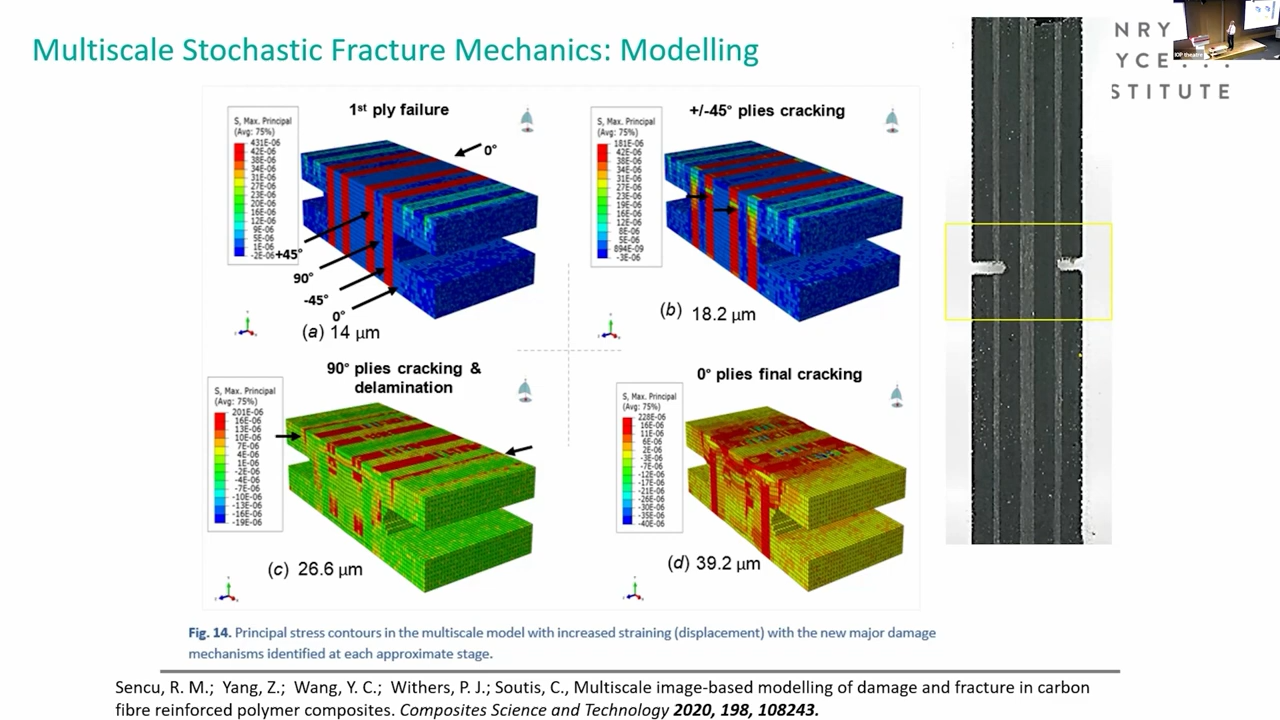 Multiscale Stochastic Fracture Mechanics: Modelling
NRY
YCE
STITUTE
IOP theatre
1st ply failure
S, Max. Principal
(Avg: 75%)
431E-06
42E-06
38E-06
34E-06
31E-06
27E-06
23E-06
20E-06
16E-06
12E-06
9E-06
5E-06
1E-06
-2E-06
0°
+45°
90°
-45°
0°
(a) 14 μm
+/-45° plies cracking
S, Max. Principal
(Avg: 75%)
181E-06
42E-06
38E-06
34E-06
31E-06
27E-06
23E-06
19E-06
16E-06
12E-06
8E-06
5E-06
894E-09
-3E-06
(b) 18.2 μm
90° plies cracking &
delamination
S, Max. Principal
(Avg: 75%)
201E-06
16E-06
13E-06
10E-06
7E-06
4E-06
1E-06
-2E-06
-4E-06
-7E-06
-10E-06
-13E-06
-16E-06
-19E-06
(c) 26.6 μm
0° plies final cracking
S, Max. Principal
(Avg: 75%)
228E-06
16E-06
11E-06
6E-06
2E-06
-3E-06
-7E-06
-12E-06
-17E-06
-21E-06
-26E-06
-30E-06
-35E-06
-40E-06
(d) 39.2 μm
Fig. 14. Principal stress contours in the multiscale model with increased straining (displacement) with the new major damage
mechanisms identified at each approximate stage.
Sencu, R. M.; Yang, Z.; Wang, Y. C.; Withers, P. J.; Soutis, C., Multiscale image-based modelling of damage and fracture in carbon
fibre reinforced polymer composites. Composites Science and Technology 2020, 198, 108243.